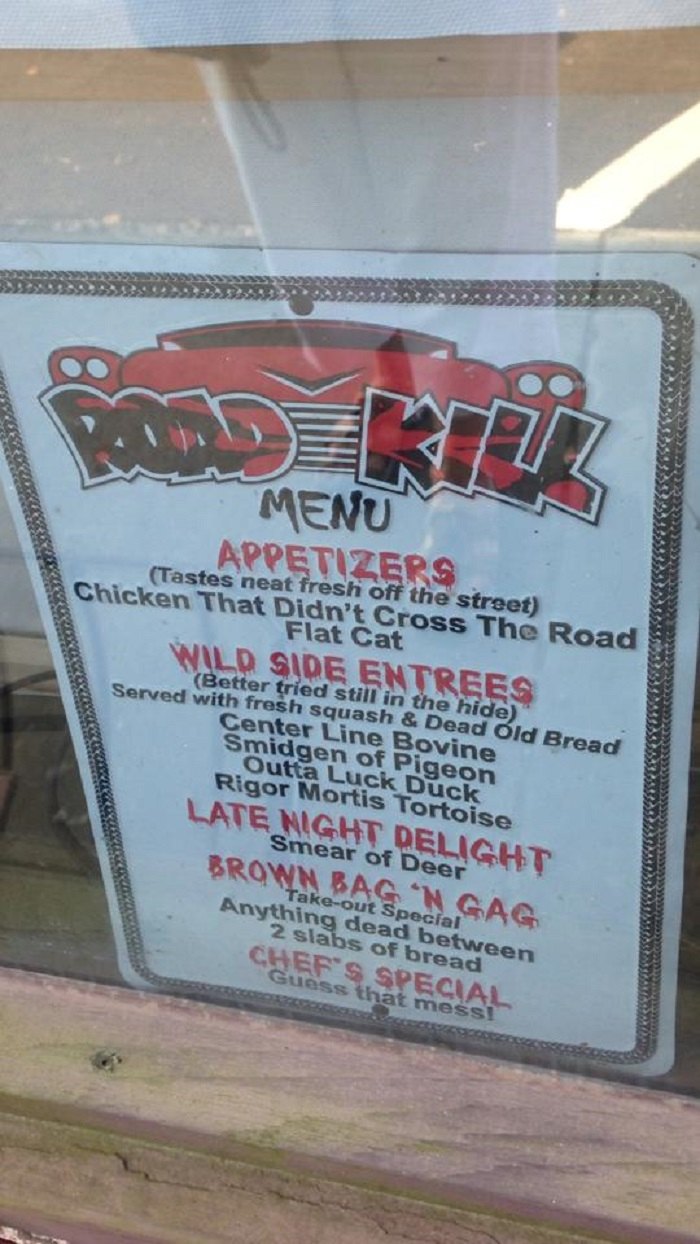 ROAD KILL
MENU
APPETIZERS
(Tastes neat fresh off the street)
Chicken That Didn't Cross The Road
Flat Cat
WILD SIDE ENTREES
(Better tried still in the hide)
Served with fresh squash & Dead Old Bread
Center Line Bovine
Smidgen of Pigeon
Outta Luck Duck
Rigor Mortis Tortoise
LATE NIGHT DELIGHT
Smear of Deer
BROWN BAG 'N GAG
Take-out Special
Anything dead between
2 slabs of bread
CHEF'S SPECIAL
Guess that mess!